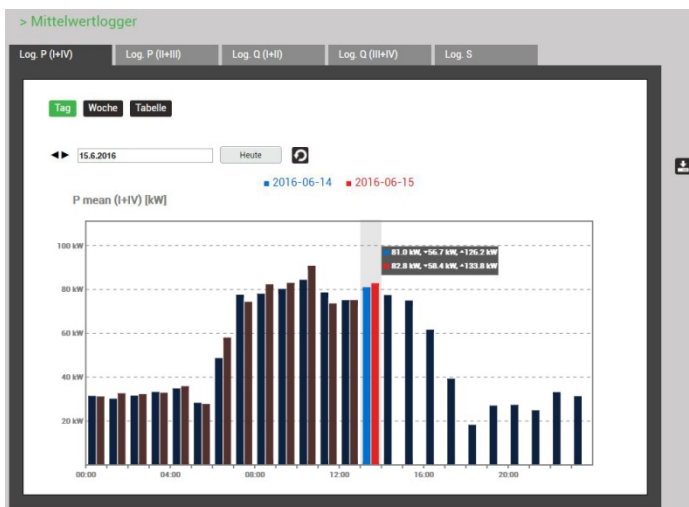 > Mittelwertlogger
Log. P (I+IV) Log. P (II+III) Log. Q (I+II) Log. Q (III+IV) Log. S
Tag Woche Tabelle
15.6.2016 Heute
2016-06-14 2016-06-15
P mean (I+IV) [kW]
100 kW
81.0 kW, ▾56.7 kW, ▴126.2 kW
82.8 kW, ▾58.4 kW, ▴133.8 kW
80 kW
60 kW
40 kW
20 kW
00:00 04:00 08:00 12:00 16:00 20:00